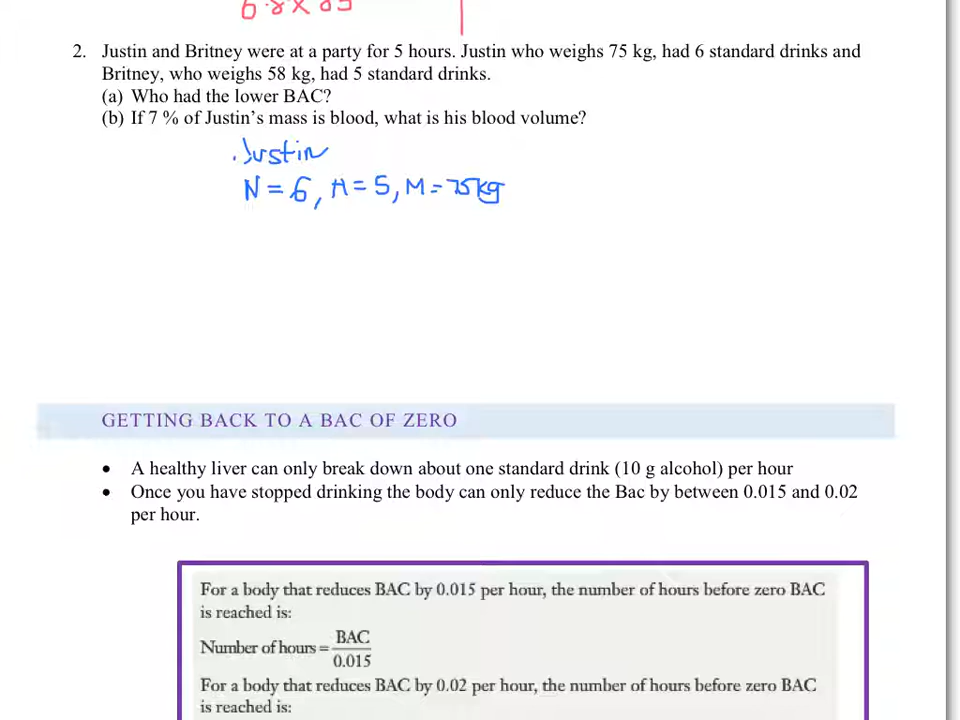 6.8 x 85
2. Justin and Britney were at a party for 5 hours. Justin who weighs 75 kg, had 6 standard drinks and
Britney, who weighs 58 kg, had 5 standard drinks.
(a) Who had the lower BAC?
(b) If 7 % of Justin's mass is blood, what is his blood volume?
Justin
N = 6, H = 5, M = 75kg
GETTING BACK TO A BAC OF ZERO
• A healthy liver can only break down about one standard drink (10 g alcohol) per hour
• Once you have stopped drinking the body can only reduce the Bac by between 0.015 and 0.02
per hour.
For a body that reduces BAC by 0.015 per hour, the number of hours before zero BAC
is reached is:
Number of hours = BAC / 0.015
For a body that reduces BAC by 0.02 per hour, the number of hours before zero BAC
is reached is: